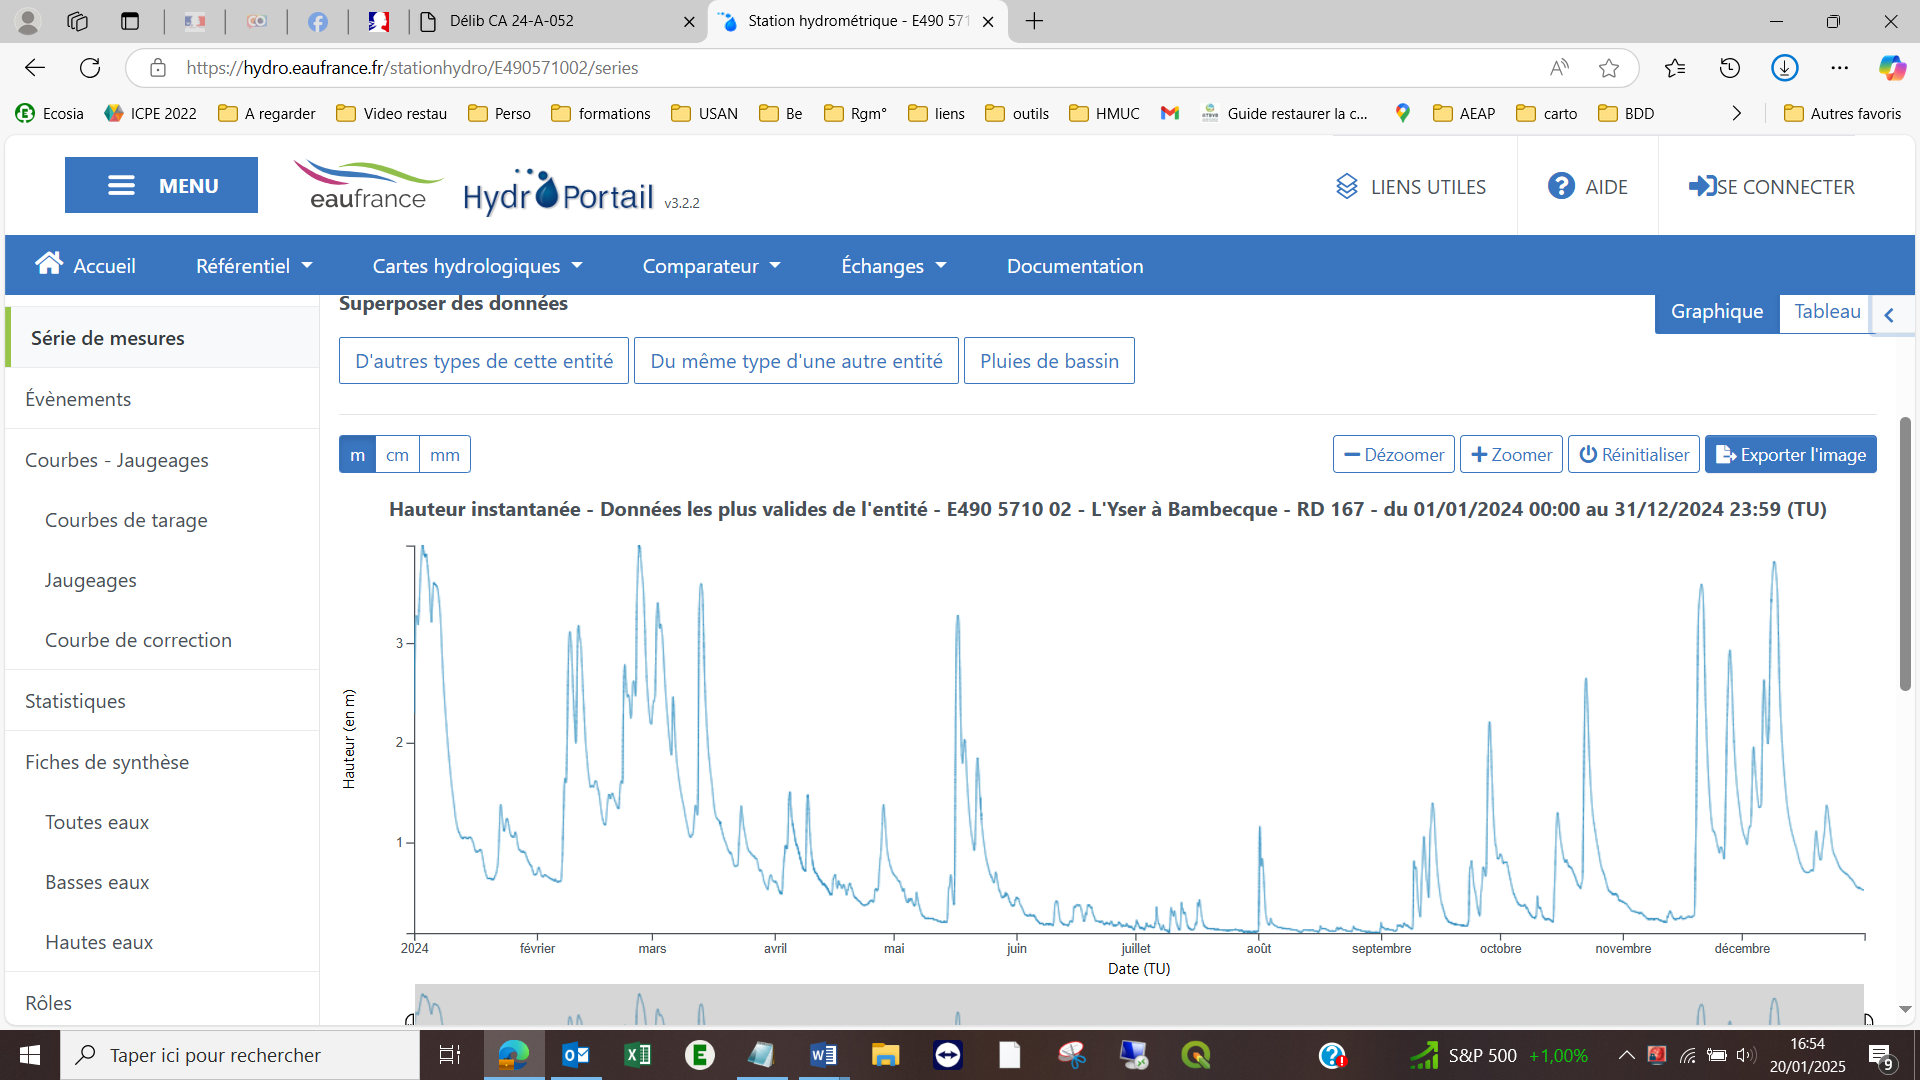 Délib CA 24-A-052
Station hydrométrique - E490 571
https://hydro.eaufrance.fr/stationhydro/E490571002/series
Ecosia ICPE 2022 A regarder Video restau Perso formations USAN Be Rgm° liens outils HMUC Guide restaurer la c... AEAP carto BDD Autres favoris
MENU
eaufrance
HydroPortail v3.2.2
LIENS UTILES
AIDE
SE CONNECTER
Accueil Référentiel Cartes hydrologiques Comparateur Échanges Documentation
Série de mesures
Évènements
Courbes - Jaugeages
Courbes de tarage
Jaugeages
Courbe de correction
Statistiques
Fiches de synthèse
Toutes eaux
Basses eaux
Hautes eaux
Rôles
Superposer des données
Graphique Tableau
D'autres types de cette entité Du même type d'une autre entité Pluies de bassin
m cm mm
Dézoomer Zoomer Réinitialiser Exporter l'image
Hauteur instantanée - Données les plus valides de l'entité - E490 5710 02 - L'Yser à Bambecque - RD 167 - du 01/01/2024 00:00 au 31/12/2024 23:59 (TU)
Hauteur (en m)
3
2
1
2024 février mars avril mai juin juillet août septembre octobre novembre décembre
Date (TU)
Taper ici pour rechercher
S&P 500 +1,00%
16:54
20/01/2025
9